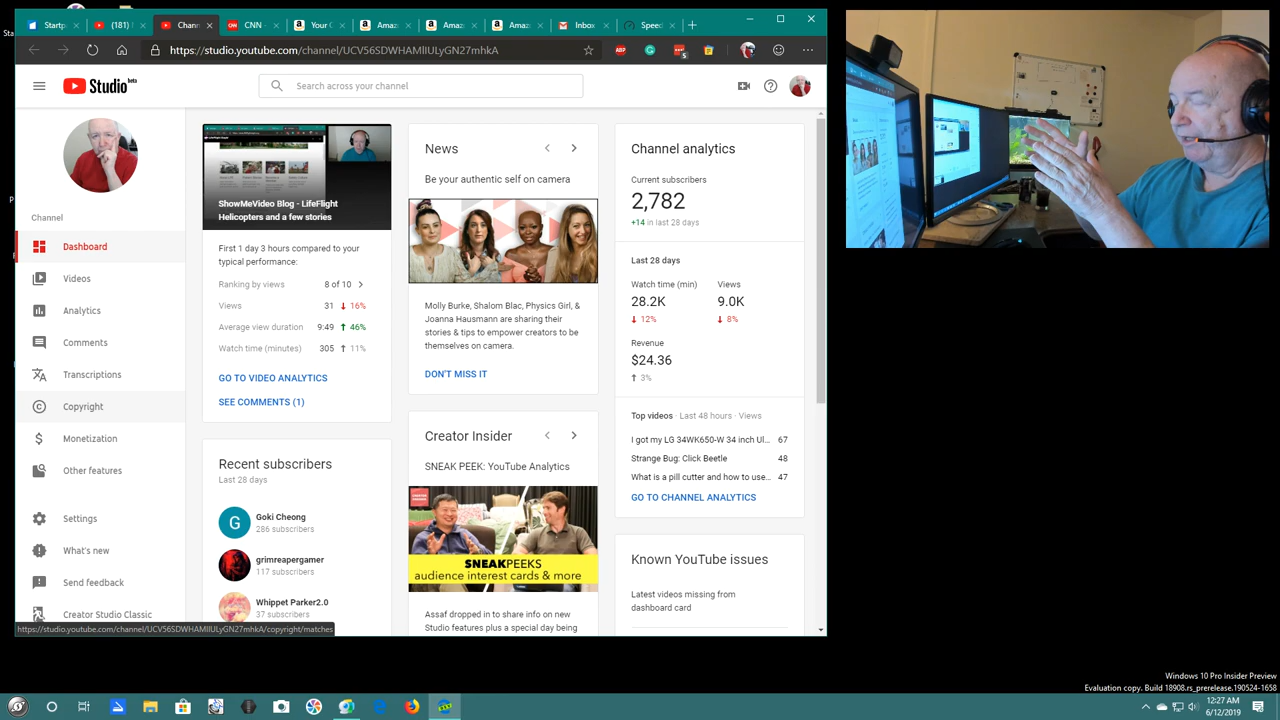 Startp
(181)
Chann
CNN -
Your C
Amazo
Amaz
Amazo
Inbox
Speed
https://studio.youtube.com/channel/UCV56SDWHAMlIULyGN27mhkA
5
Studio beta
Search across your channel
Channel
Dashboard
Videos
Analytics
Comments
Transcriptions
Copyright
Monetization
Other features
Settings
What's new
Send feedback
Creator Studio Classic
https://studio.youtube.com/channel/UCV56SDWHAMlIULyGN27mhkA/copyright/matches
ShowMeVideo Blog - LifeFlight
Helicopters and a few stories
First 1 day 3 hours compared to your
typical performance:
Ranking by views 8 of 10
Views 31 16%
Average view duration 9:49 46%
Watch time (minutes) 305 11%
GO TO VIDEO ANALYTICS
SEE COMMENTS (1)
Recent subscribers
Last 28 days
G
Goki Cheong
286 subscribers
grimreapergamer
117 subscribers
Whippet Parker2.0
37 subscribers
News
Be your authentic self on camera
Molly Burke, Shalom Blac, Physics Girl, &
Joanna Hausmann are sharing their
stories & tips to empower creators to be
themselves on camera.
DON'T MISS IT
Creator Insider
SNEAK PEEK: YouTube Analytics
SNEAKPEEKS
audience interest cards & more
Assaf dropped in to share info on new
Studio features plus a special day being
Channel analytics
Current subscribers
2,782
+14 in last 28 days
Last 28 days
Watch time (min) Views
28.2K 9.0K
12% 8%
Revenue
$24.36
3%
Top videos · Last 48 hours · Views
I got my LG 34WK650-W 34 inch Ul... 67
Strange Bug: Click Beetle 48
What is a pill cutter and how to use... 47
GO TO CHANNEL ANALYTICS
Known YouTube issues
Latest videos missing from
dashboard card
Windows 10 Pro Insider Preview
Evaluation copy. Build 18908.rs_prerelease.190524-1658
12:27 AM
6/12/2019